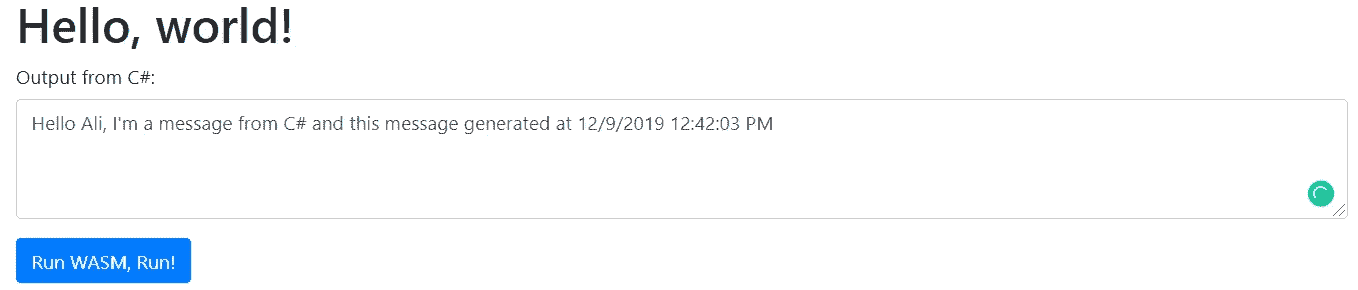 Hello, world!
Output from C#:
Hello Ali, I'm a message from C# and this message generated at 12/9/2019 12:42:03 PM
Run WASM, Run!